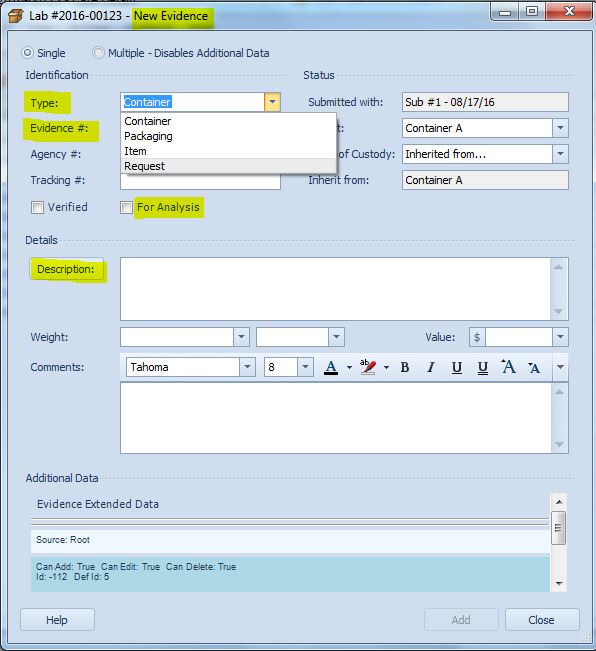 Lab #2016-00123 - New Evidence
Single Multiple - Disables Additional Data
Identification Status
Type: Container Submitted with: Sub #1 - 08/17/16
Evidence #: Container Container A
Packaging
Agency #: Item of Custody: Inherited from...
Request
Tracking #: Inherit from: Container A
Verified For Analysis
Details
Description:
Weight: Value: $
Comments: Tahoma 8 A ab B I U U A A
Additional Data
Evidence Extended Data
Source: Root
Can Add: True Can Edit: True Can Delete: True
Id: -112 Def Id: 5
Help Add Close